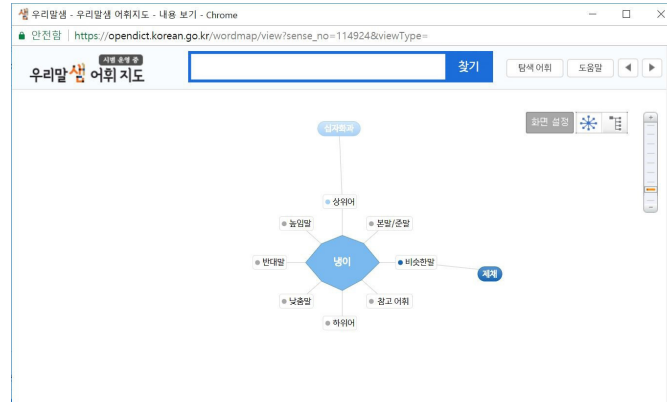 우리말샘 - 우리말샘 어휘지도 - 내용 보기 - Chrome
안전함 | https://opendict.korean.go.kr/wordmap/view?sense_no=114924&viewType=
시범 운영 중
우리말샘 어휘 지도
찾기
탐색 어휘
도움말
화면 설정
십자화과
상위어
높임말
본말/준말
반대말
냉이
비슷한말
제채
낮춤말
참고 어휘
하위어